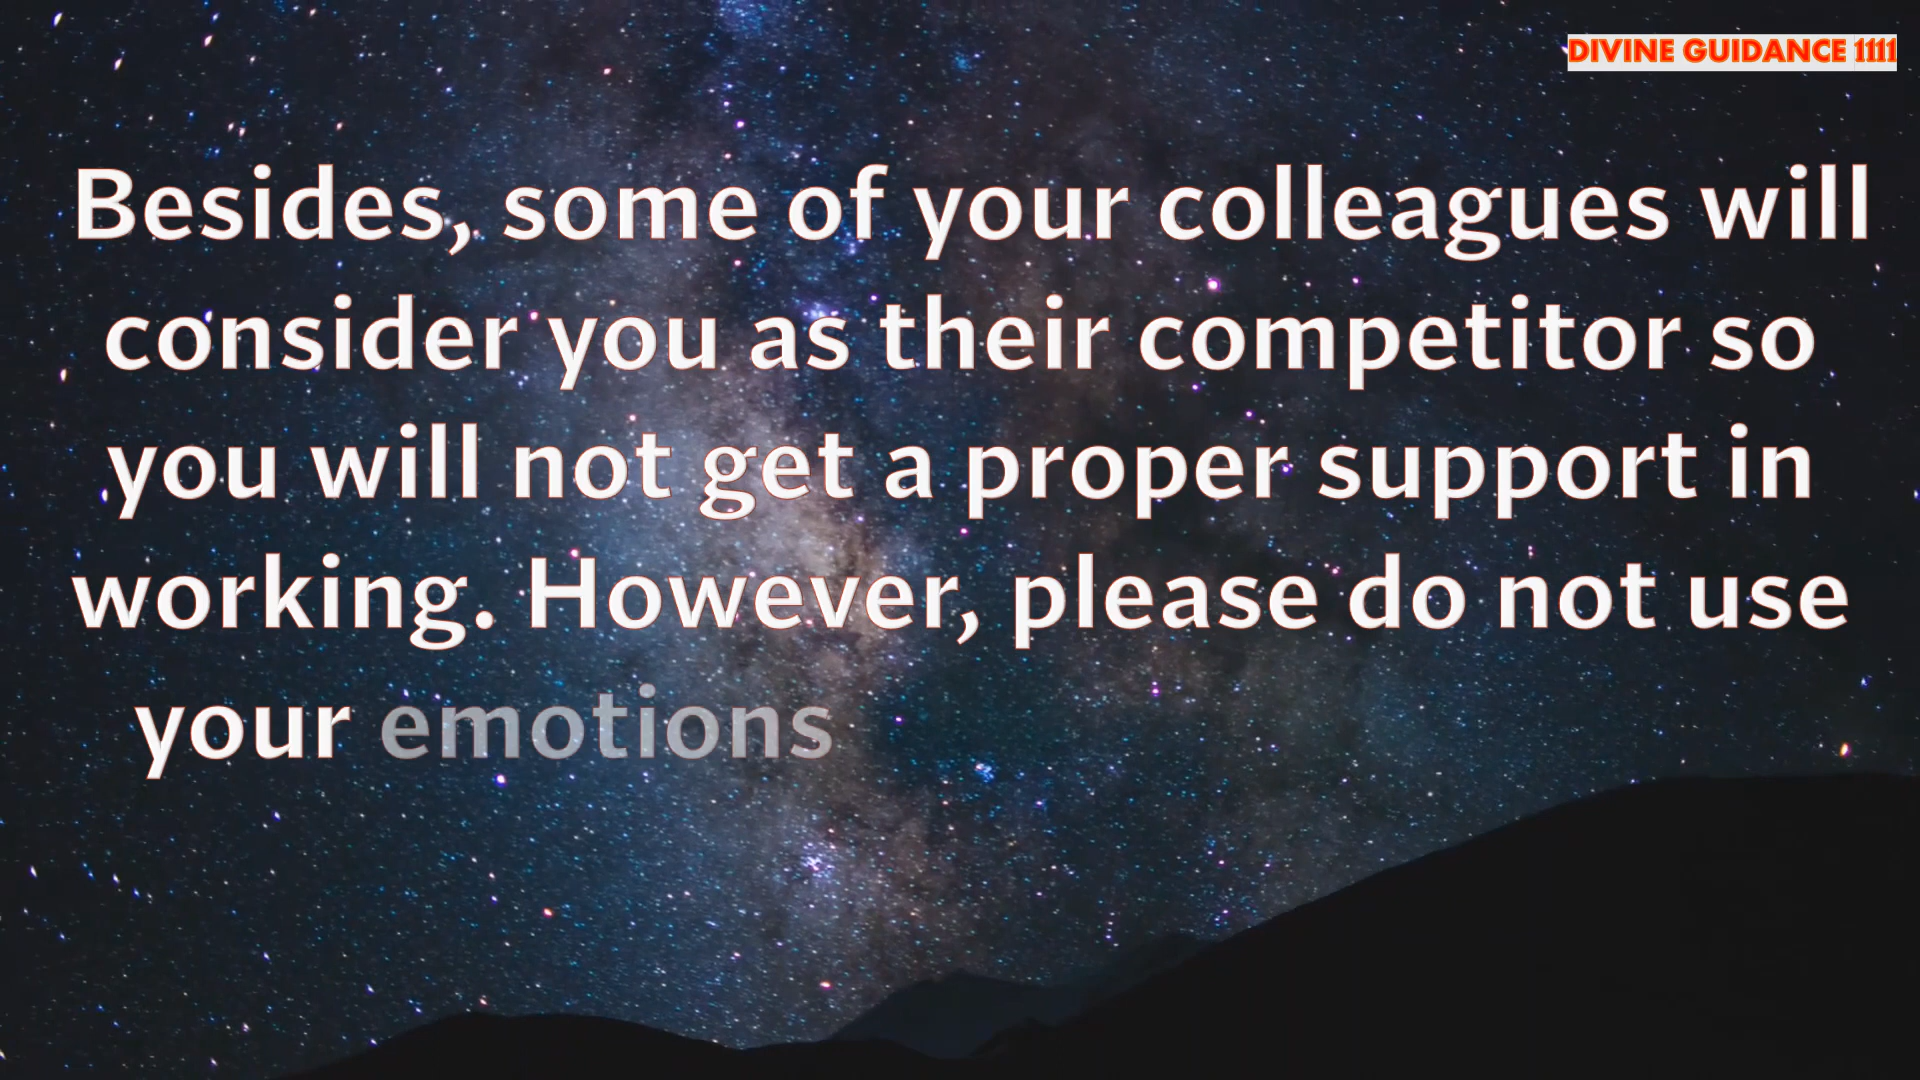 DIVINE GUIDANCE 1111
Besides, some of your colleagues will
consider you as their competitor so
you will not get a proper support in
working. However, please do not use
your emotions